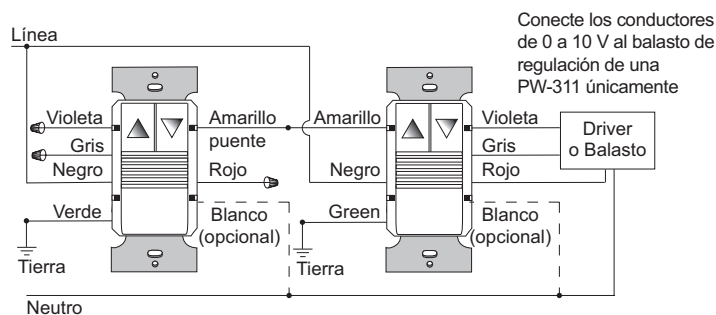 Conecte los conductores
de 0 a 10 V al balasto de
regulación de una
PW-311 únicamente
Línea
Violeta
Gris
Negro
Verde
Tierra
Amarillo
puente
Rojo
Blanco
(opcional)
Amarillo
Negro
Green
Tierra
Violeta
Gris
Rojo
Blanco
(opcional)
Driver
o Balasto
Neutro